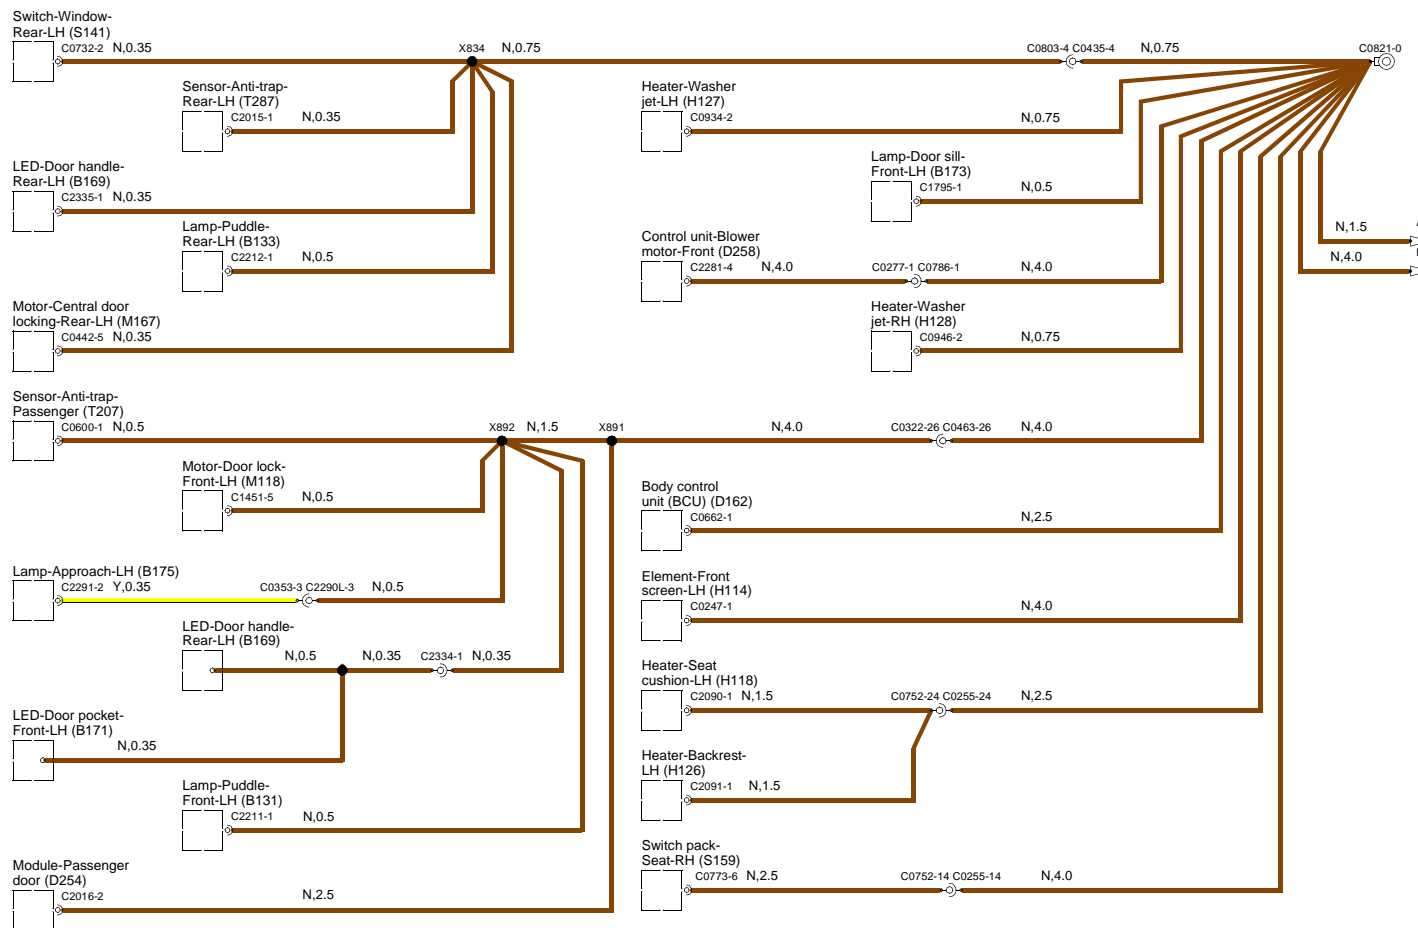 Switch-Window-
Rear-LH (S141)
C0732-2 N,0.35
X834 N,0.75
C0803-4 C0435-4 N,0.75
C0821-0
Sensor-Anti-trap-
Rear-LH (T287)
C2015-1 N,0.35
Heater-Washer
jet-LH (H127)
C0934-2 N,0.75
LED-Door handle-
Rear-LH (B169)
C2335-1 N,0.35
Lamp-Door sill-
Front-LH (B173)
C1795-1 N,0.5
Lamp-Puddle-
Rear-LH (B133)
C2212-1 N,0.5
Control unit-Blower
motor-Front (D258)
C2281-4 N,4.0 C0277-1 C0786-1 N,4.0
N,1.5
N,4.0
Motor-Central door
locking-Rear-LH (M167)
C0442-5 N,0.35
Heater-Washer
jet-RH (H128)
C0946-2 N,0.75
Sensor-Anti-trap-
Passenger (T207)
C0600-1 N,0.5
X892 N,1.5 X891 N,4.0 C0322-26 C0463-26 N,4.0
Motor-Door lock-
Front-LH (M118)
C1451-5 N,0.5
Body control
unit (BCU) (D162)
C0662-1 N,2.5
Lamp-Approach-LH (B175)
C2291-2 Y,0.35 C0353-3 C2290L-3 N,0.5
Element-Front
screen-LH (H114)
C0247-1 N,4.0
LED-Door handle-
Rear-LH (B169)
N,0.5 N,0.35 C2334-1 N,0.35
Heater-Seat
cushion-LH (H118)
C2090-1 N,1.5 C0752-24 C0255-24 N,2.5
LED-Door pocket-
Front-LH (B171)
N,0.35
Heater-Backrest-
LH (H126)
C2091-1 N,1.5
Lamp-Puddle-
Front-LH (B131)
C2211-1 N,0.5
Switch pack-
Seat-RH (S159)
C0773-6 N,2.5 C0752-14 C0255-14 N,4.0
Module-Passenger
door (D254)
C2016-2 N,2.5